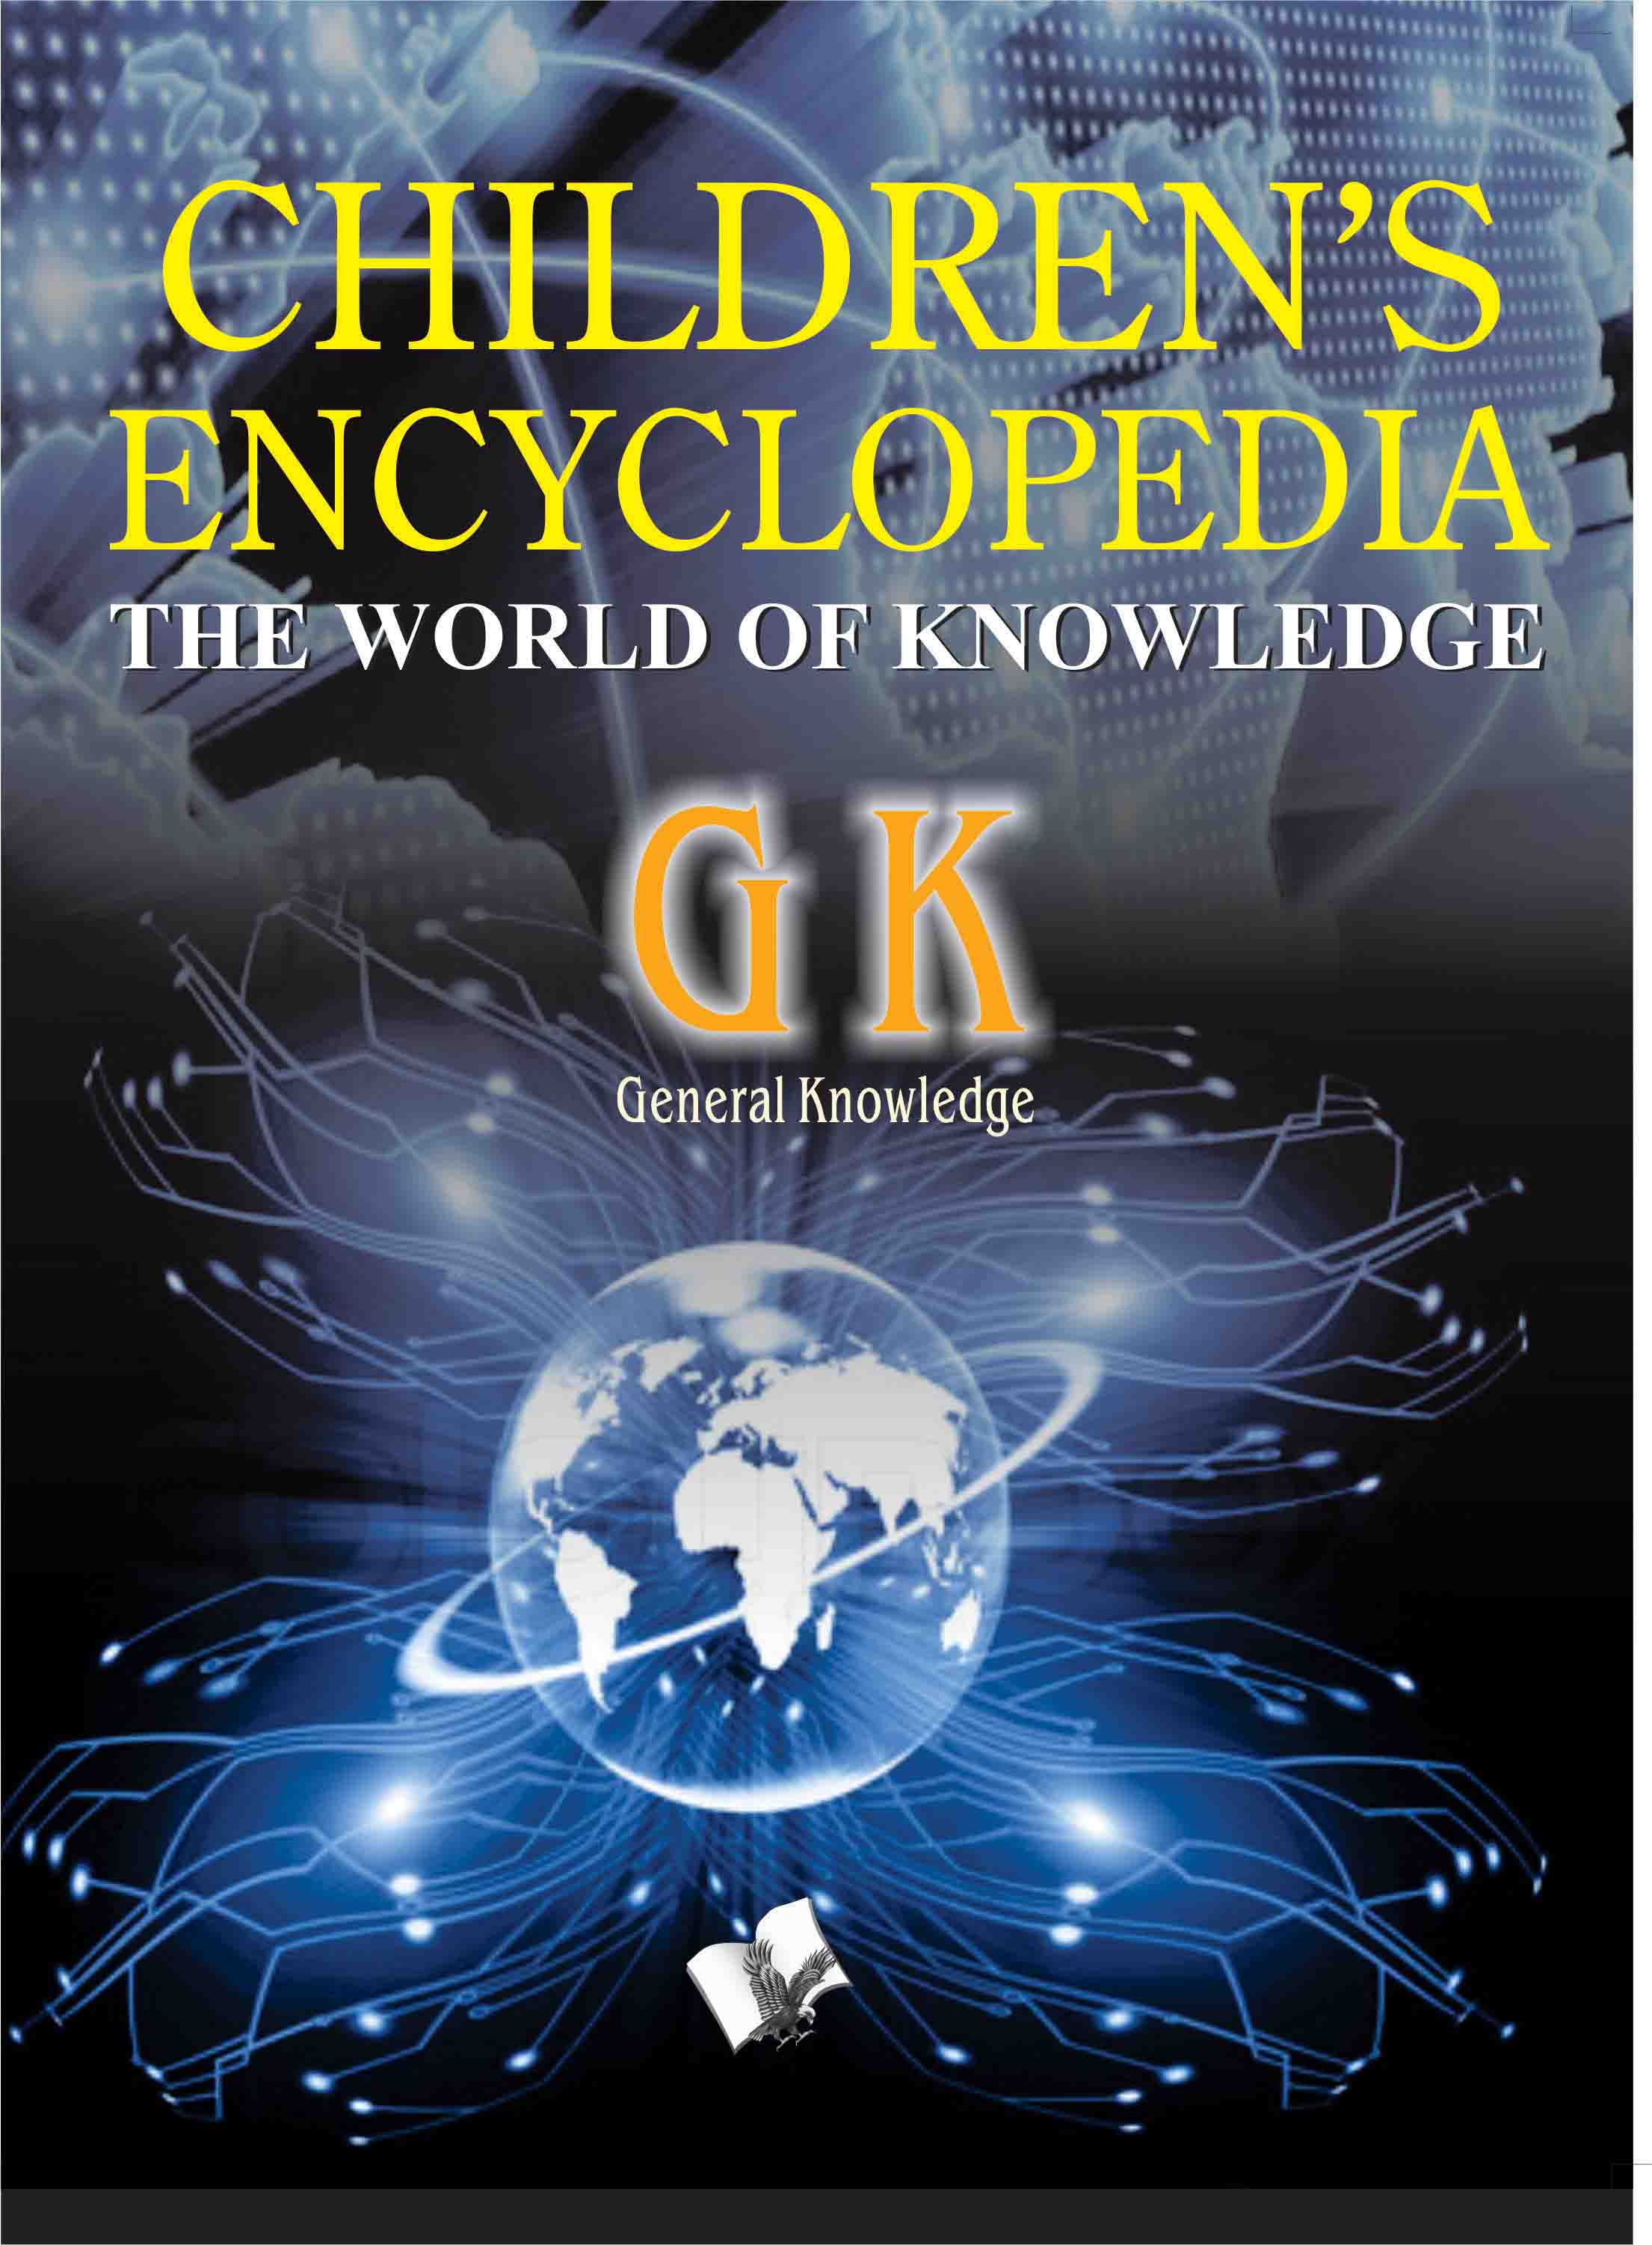 CHILDREN’S
ENCYCLOPEDIA
THE WORLD OF KNOWLEDGE
G K
General Knowledge